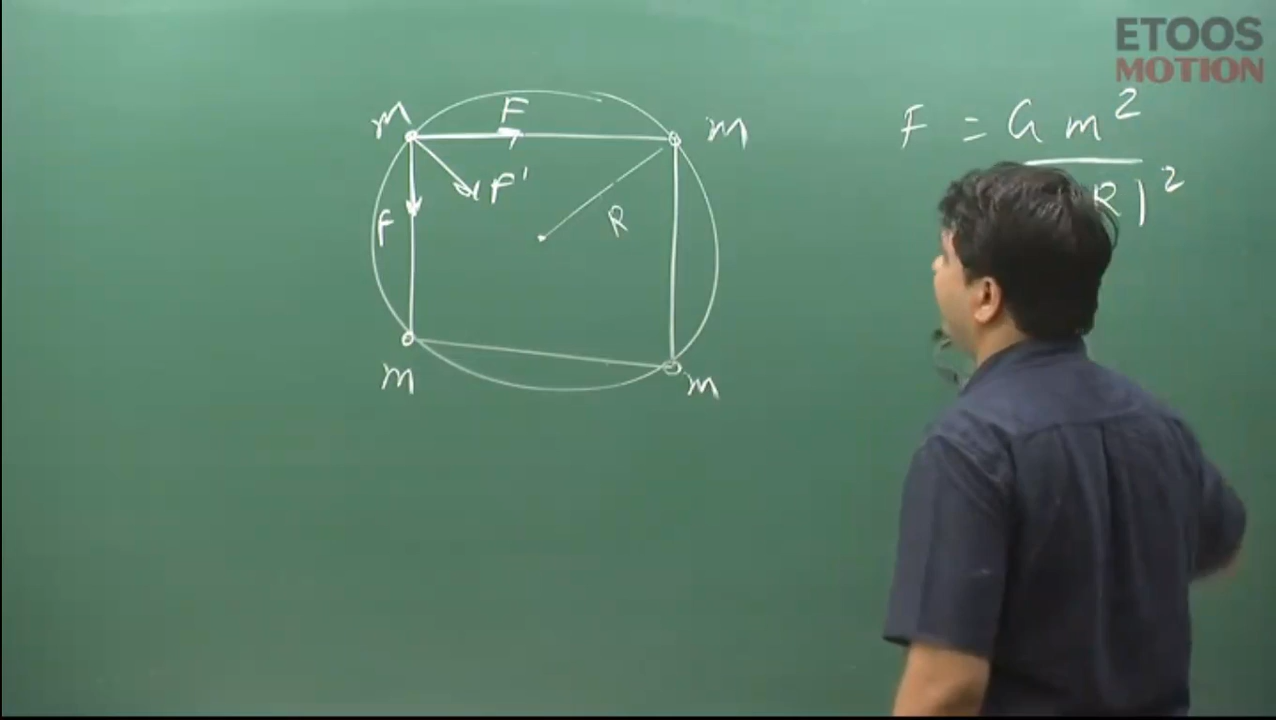 ETOOS
MOTION
m F m
F = G m²
F'
F R
R)²
m m